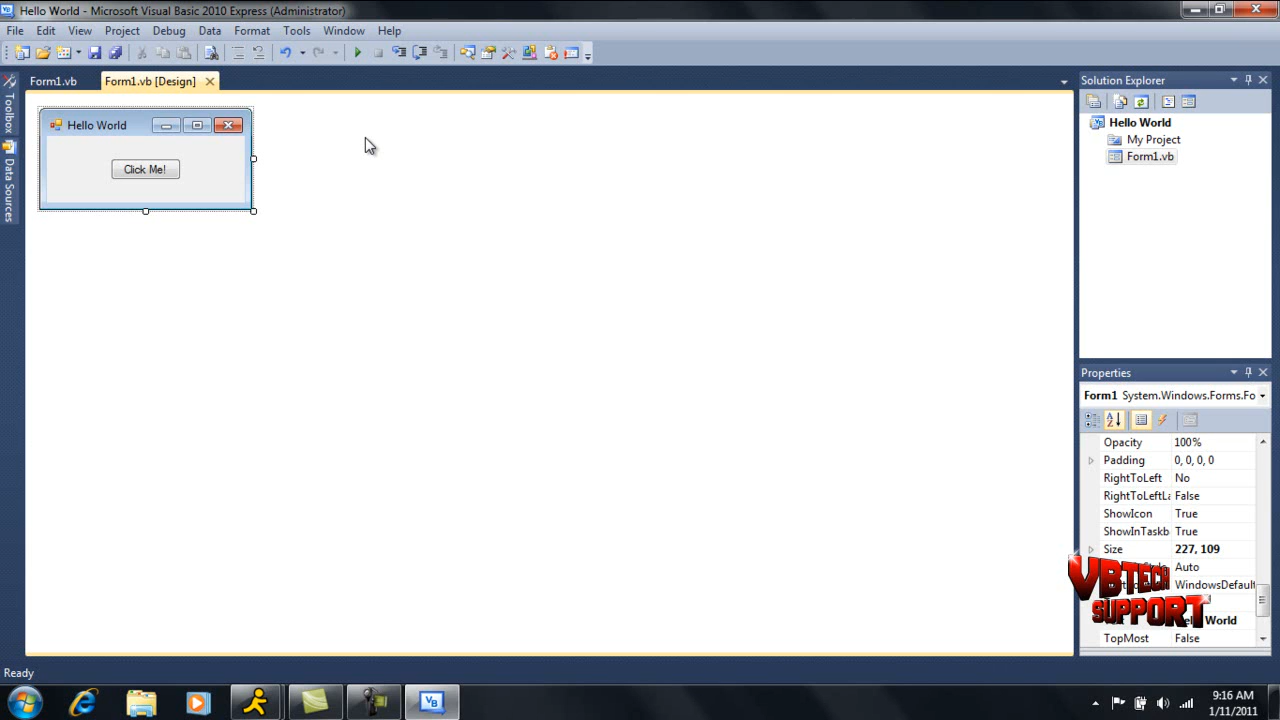 Hello World - Microsoft Visual Basic 2010 Express (Administrator)
File Edit View Project Debug Data Format Tools Window Help
Form1.vb Form1.vb [Design]
Toolbox
Data Sources
Hello World
Click Me!
Solution Explorer
Hello World
My Project
Form1.vb
Properties
Form1 System.Windows.Forms.Fo
Opacity 100%
Padding 0, 0, 0, 0
RightToLeft No
RightToLeftLa False
ShowIcon True
ShowInTaskb True
Size 227, 109
Auto
WindowsDefault
World
TopMost False
VBTECH
SUPPORT
Ready
9:16 AM
1/11/2011